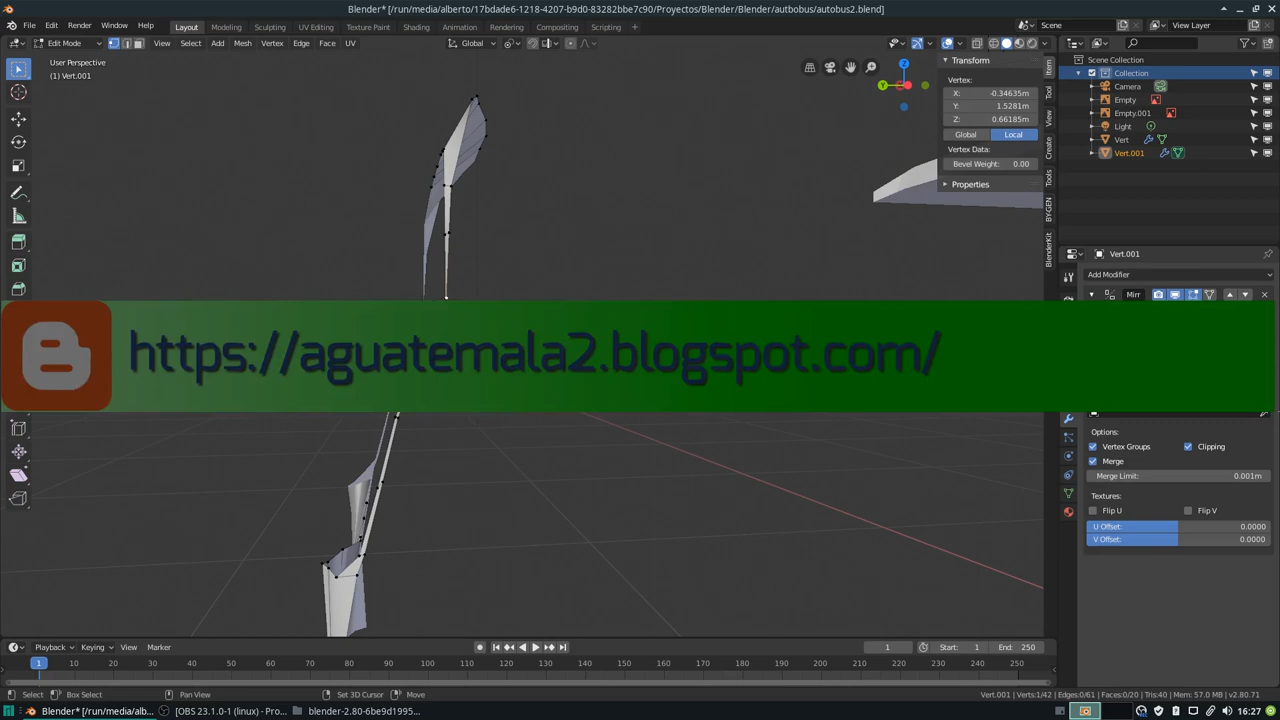 Blender* [/run/media/alberto/17bdade6-1218-4207-b9d0-83282bbe7c90/Proyectos/Blender/Blender/autbobus/autobus2.blend]
File Edit Render Window Help Layout Modeling Sculpting UV Editing Texture Paint Shading Animation Rendering Compositing Scripting Scene View Layer
Edit Mode View Select Add Mesh Vertex Edge Face UV Global
User Perspective
(1) Vert.001
Transform
Vertex:
X: -0.34635m
Y: 1.5281m
Z: 0.66185m
Global Local
Vertex Data:
Bevel Weight: 0.00
Properties
Item
Tool
View
Create
Tools
BY-GEN
BlenderKit
Z
Y
Scene Collection
Collection
Camera
Empty
Empty.001
Light
Vert
Vert.001
Vert.001
Add Modifier
Mirr
https://aguatemala2.blogspot.com/
Options:
Vertex Groups Clipping
Merge
Merge Limit: 0.001m
Textures:
Flip U Flip V
U Offset: 0.0000
V Offset: 0.0000
Playback Keying View Marker 1 Start: 1 End: 250
1 10 20 30 40 50 60 70 80 90 100 110 120 130 140 150 160 170 180 190 200 210 220 230 240 250
Select Box Select Pan View Set 3D Cursor Move Vert.001 | Verts:1/42 | Edges:0/61 | Faces:0/20 | Tris:40 | Mem: 57.0 MB | v2.80.71
Blender* [/run/media/alb... [OBS 23.1.0-1 (linux) - Pro... blender-2.80-6be9d1995... 16:27